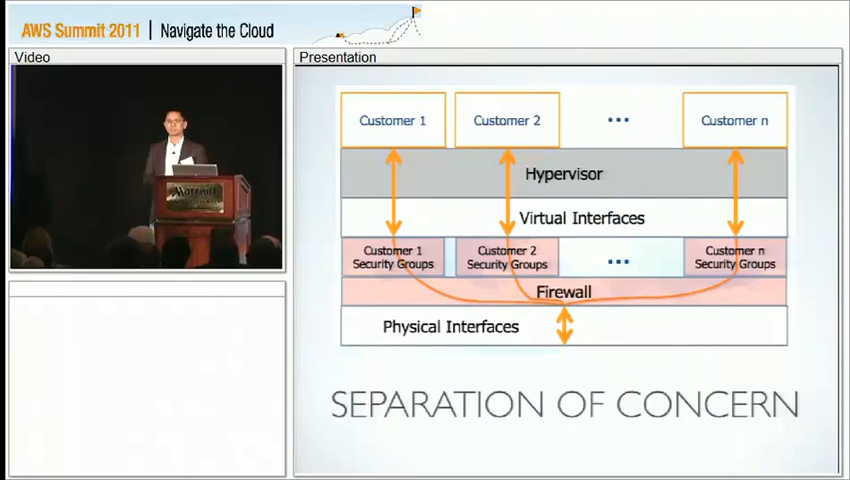 AWS Summit 2011 | Navigate the Cloud
Video
Presentation
Marriott
Customer 1
Customer 2
...
Customer n
Hypervisor
Virtual Interfaces
Customer 1
Security Groups
Customer 2
Security Groups
...
Customer n
Security Groups
Firewall
Physical Interfaces
SEPARATION OF CONCERN